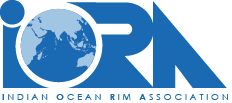 iORA
INDIAN OCEAN RIM ASSOCIATION